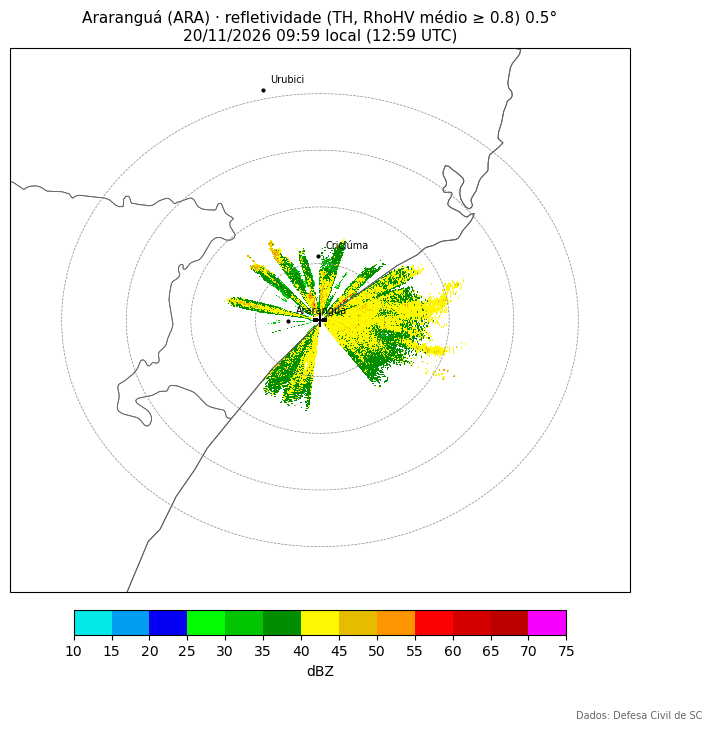 Araranguá (ARA) · refletividade (TH, RhoHV médio ≥ 0.8) 0.5°
20/11/2026 09:59 local (12:59 UTC)
Urubici
Criciúma
Araranguá
10 15 20 25 30 35 40 45 50 55 60 65 70 75
dBZ
Dados: Defesa Civil de SC